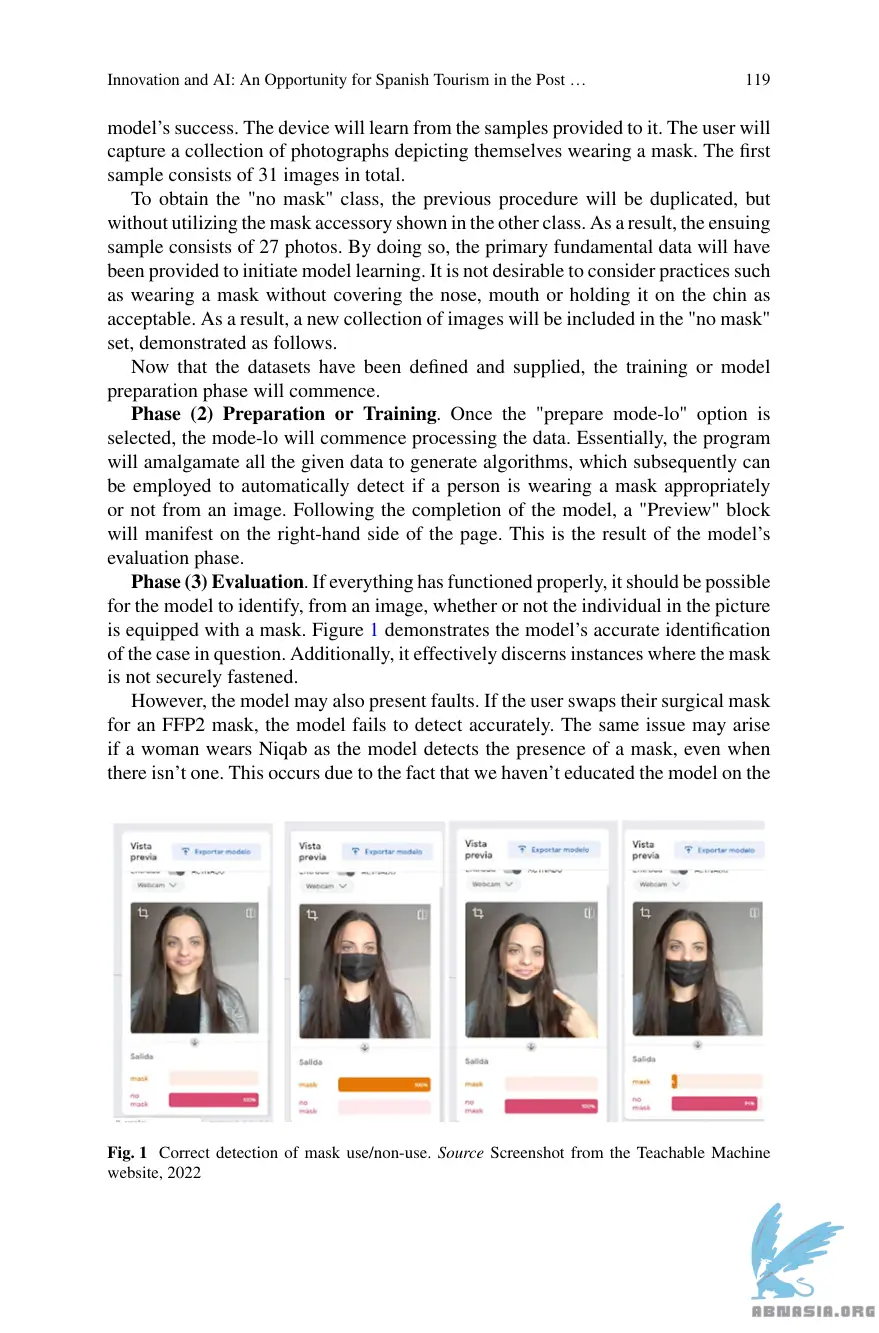 Innovation and AI: An Opportunity for Spanish Tourism in the Post … 119
model’s success. The device will learn from the samples provided to it. The user will
capture a collection of photographs depicting themselves wearing a mask. The first
sample consists of 31 images in total.
To obtain the "no mask" class, the previous procedure will be duplicated, but
without utilizing the mask accessory shown in the other class. As a result, the ensuing
sample consists of 27 photos. By doing so, the primary fundamental data will have
been provided to initiate model learning. It is not desirable to consider practices such
as wearing a mask without covering the nose, mouth or holding it on the chin as
acceptable. As a result, a new collection of images will be included in the "no mask"
set, demonstrated as follows.
Now that the datasets have been defined and supplied, the training or model
preparation phase will commence.
Phase (2) Preparation or Training. Once the "prepare mode-lo" option is
selected, the mode-lo will commence processing the data. Essentially, the program
will amalgamate all the given data to generate algorithms, which subsequently can
be employed to automatically detect if a person is wearing a mask appropriately
or not from an image. Following the completion of the model, a "Preview" block
will manifest on the right-hand side of the page. This is the result of the model’s
evaluation phase.
Phase (3) Evaluation. If everything has functioned properly, it should be possible
for the model to identify, from an image, whether or not the individual in the picture
is equipped with a mask. Figure 1 demonstrates the model’s accurate identification
of the case in question. Additionally, it effectively discerns instances where the mask
is not securely fastened.
However, the model may also present faults. If the user swaps their surgical mask
for an FFP2 mask, the model fails to detect accurately. The same issue may arise
if a woman wears Niqab as the model detects the presence of a mask, even when
there isn’t one. This occurs due to the fact that we haven’t educated the model on the
Vista previa Exportar modelo
Webcam
Salida
mask
no mask 100%
Vista previa Exportar modelo
Webcam
Salida
mask 100%
no mask
Vista previa Exportar modelo
Webcam
Salida
mask
no mask 100%
Vista previa Exportar modelo
Webcam
Salida
mask
no mask
Fig. 1 Correct detection of mask use/non-use. Source Screenshot from the Teachable Machine
website, 2022
ABNASIA.ORG